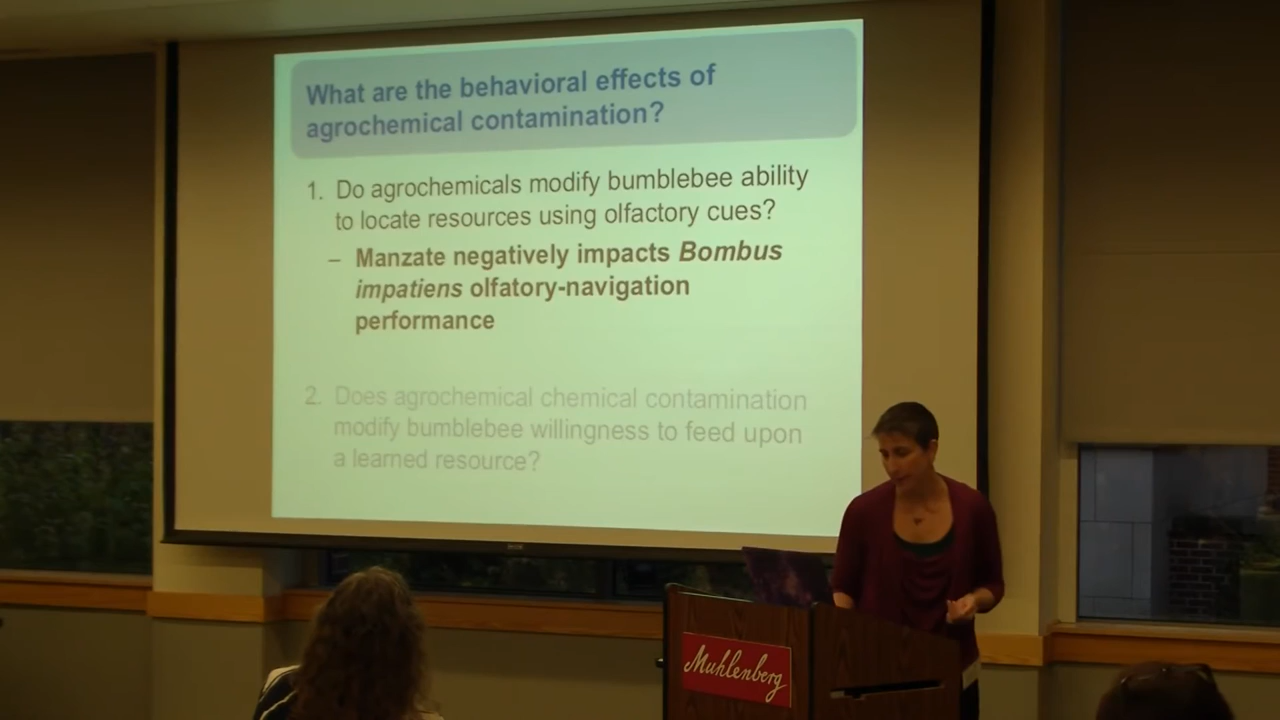 What are the behavioral effects of
agrochemical contamination?
1. Do agrochemicals modify bumblebee ability
to locate resources using olfactory cues?
– Manzate negatively impacts Bombus
impatiens olfatory-navigation
performance
2. Does agrochemical chemical contamination
modify bumblebee willingness to feed upon
a learned resource?
Muhlenberg